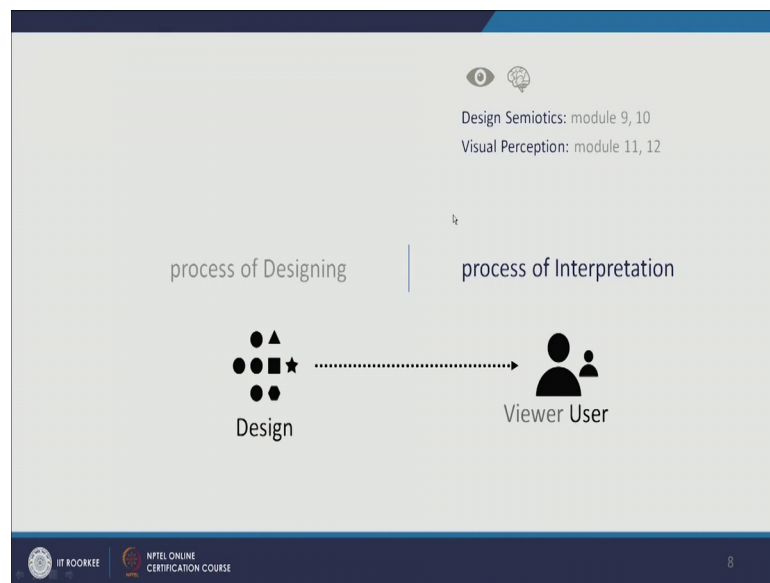 Design Semiotics: module 9, 10
Visual Perception: module 11, 12
process of Designing
process of Interpretation
Design
Viewer User
IIT ROORKEE
NPTEL
NPTEL ONLINE
CERTIFICATION COURSE
8